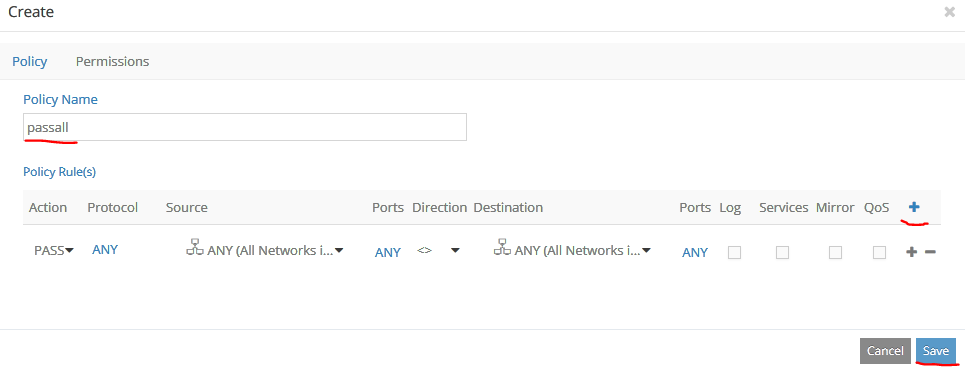 Create
Policy Permissions
Policy Name
passall
Policy Rule(s)
Action Protocol Source Ports Direction Destination Ports Log Services Mirror QoS +
PASS ANY ANY (All Networks i... ANY <> ANY (All Networks i... ANY + −
Cancel Save